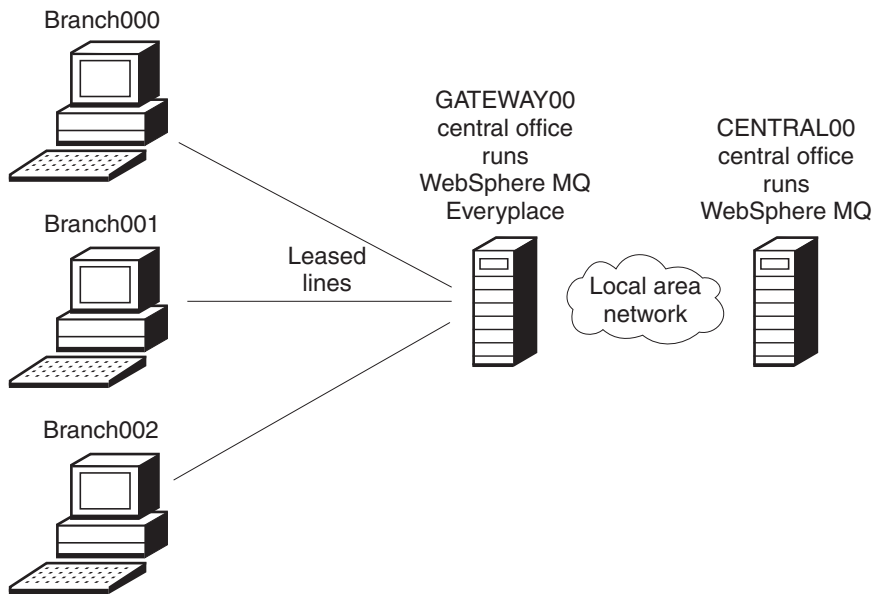 Branch000
Branch001
Branch002
Leased
lines
GATEWAY00
central office
runs
WebSphere MQ
Everyplace
Local area
network
CENTRAL00
central office
runs
WebSphere MQ